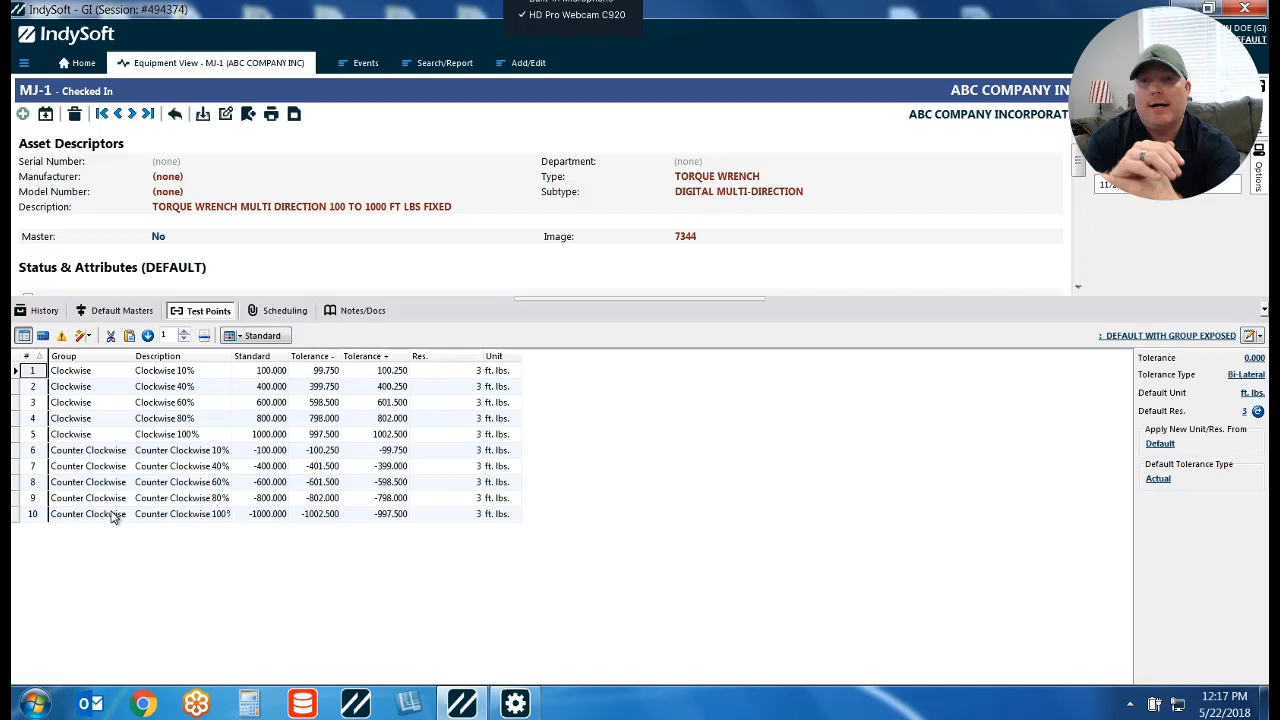 GI (Session: #494374)
HD Pro Webcam C920
IndySoft
N DOE (GI)
Home
Equipment View - MJ-1 (ABC COMPANY INC)
Events
Search/Report
Add/Edit
MJ-1 - Checked In
ABC COMPANY IN
ABC COMPANY INCORPORAT
Asset Descriptors
Serial Number: (none) Deparment: (none)
Manufacturer: (none) Type: TORQUE WRENCH
Model Number: (none) Subtype: DIGITAL MULTI-DIRECTION
Description: TORQUE WRENCH MULTI DIRECTION 100 TO 1000 FT LBS FIXED
Master: No Image: 7344
Status & Attributes (DEFAULT)
Options
History Default Masters Test Points Scheduling Notes/Docs
1 Standard : DEFAULT WITH GROUP EXPOSED
# Group Description Standard Tolerance - Tolerance + Res. Unit
1 Clockwise Clockwise 10% 100.000 99.750 100.250 3 ft. lbs.
2 Clockwise Clockwise 40% 400.000 399.750 400.250 3 ft. lbs.
3 Clockwise Clockwise 60% 600.000 598.500 601.500 3 ft. lbs.
4 Clockwise Clockwise 80% 800.000 798.000 802.000 3 ft. lbs.
5 Clockwise Clockwise 100% 1000.000 997.500 1002.500 3 ft. lbs.
6 Counter Clockwise Counter Clockwise 10% -100.000 -100.250 -99.750 3 ft. lbs.
7 Counter Clockwise Counter Clockwise 40% -400.000 -401.500 -399.000 3 ft. lbs.
8 Counter Clockwise Counter Clockwise 60% -600.000 -601.500 -598.500 3 ft. lbs.
9 Counter Clockwise Counter Clockwise 80% -800.000 -802.000 -798.000 3 ft. lbs.
10 Counter Clockwise Counter Clockwise 100% -1000.000 -1002.500 -997.500 3 ft. lbs.
Tolerance 0.000
Tolerance Type Bi-Lateral
Default Unit ft. lbs.
Default Res. 3
Apply New Unit/Res. From
Default
Default Tolerance Type
Actual
12:17 PM
5/22/2018